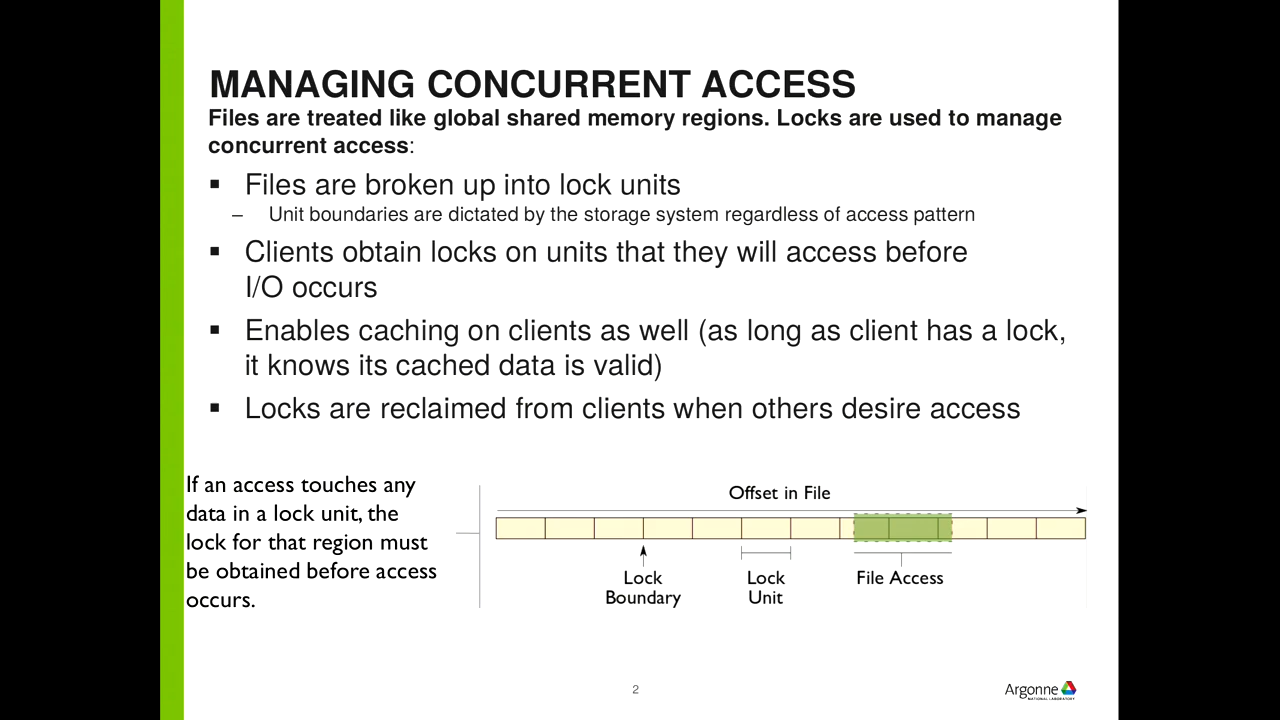 MANAGING CONCURRENT ACCESS
Files are treated like global shared memory regions. Locks are used to manage
concurrent access:
▪ Files are broken up into lock units
– Unit boundaries are dictated by the storage system regardless of access pattern
▪ Clients obtain locks on units that they will access before
I/O occurs
▪ Enables caching on clients as well (as long as client has a lock,
it knows its cached data is valid)
▪ Locks are reclaimed from clients when others desire access
If an access touches any
data in a lock unit, the
lock for that region must
be obtained before access
occurs.
Offset in File
Lock
Boundary
Lock
Unit
File Access
2
Argonne
NATIONAL LABORATORY